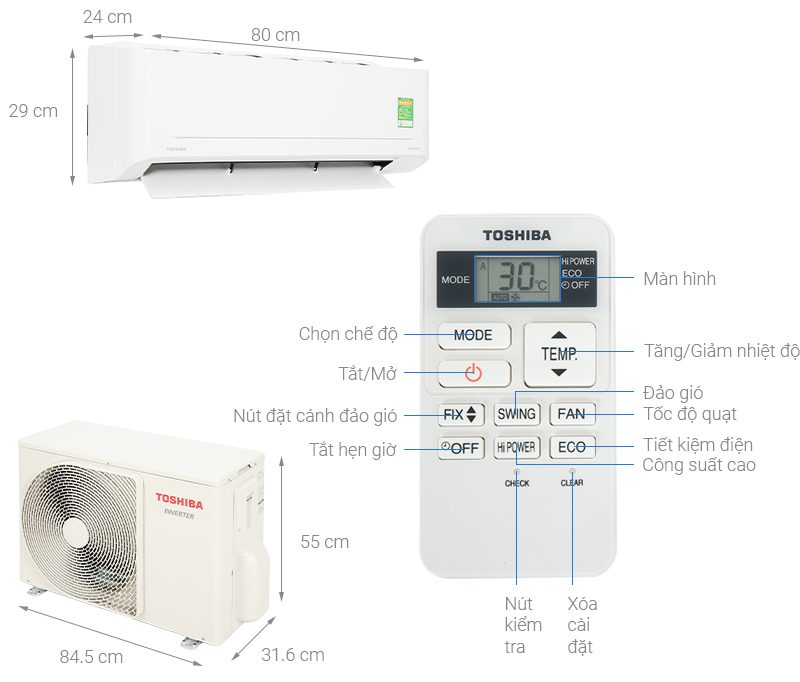 24 cm
80 cm
29 cm
TOSHIBA
TOSHIBA
MODE
A
30°C
AUTO
Hi POWER
ECO
OFF
Màn hình
Chọn chế độ
MODE
TEMP.
Tăng/Giảm nhiệt độ
Tắt/Mở
Đảo gió
Nút đặt cánh đảo gió
FIX
SWING
FAN
Tốc độ quạt
Tắt hẹn giờ
OFF
Hi POWER
ECO
Tiết kiệm điện
Công suất cao
CHECK
CLEAR
TOSHIBA
INVERTER
55 cm
84.5 cm
31.6 cm
Nút
kiểm
tra
Xóa
cài
đặt